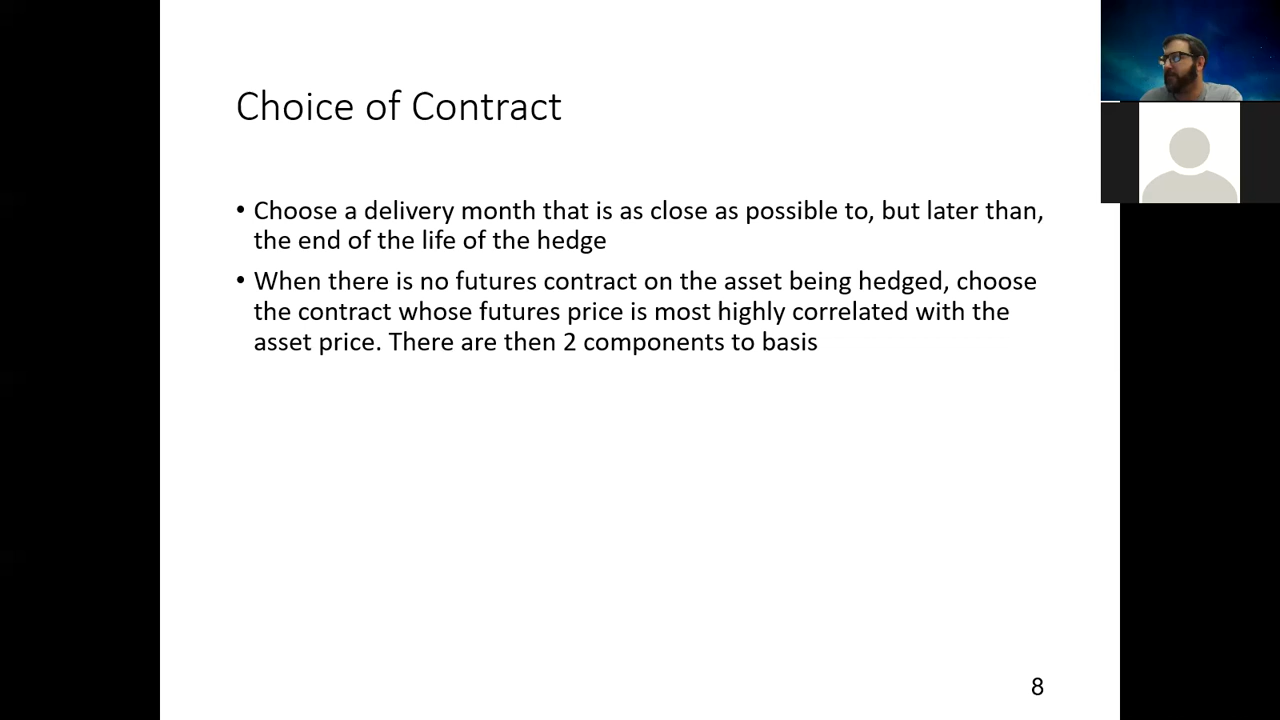 Choice of Contract
• Choose a delivery month that is as close as possible to, but later than,
the end of the life of the hedge
• When there is no futures contract on the asset being hedged, choose
the contract whose futures price is most highly correlated with the
asset price. There are then 2 components to basis
8